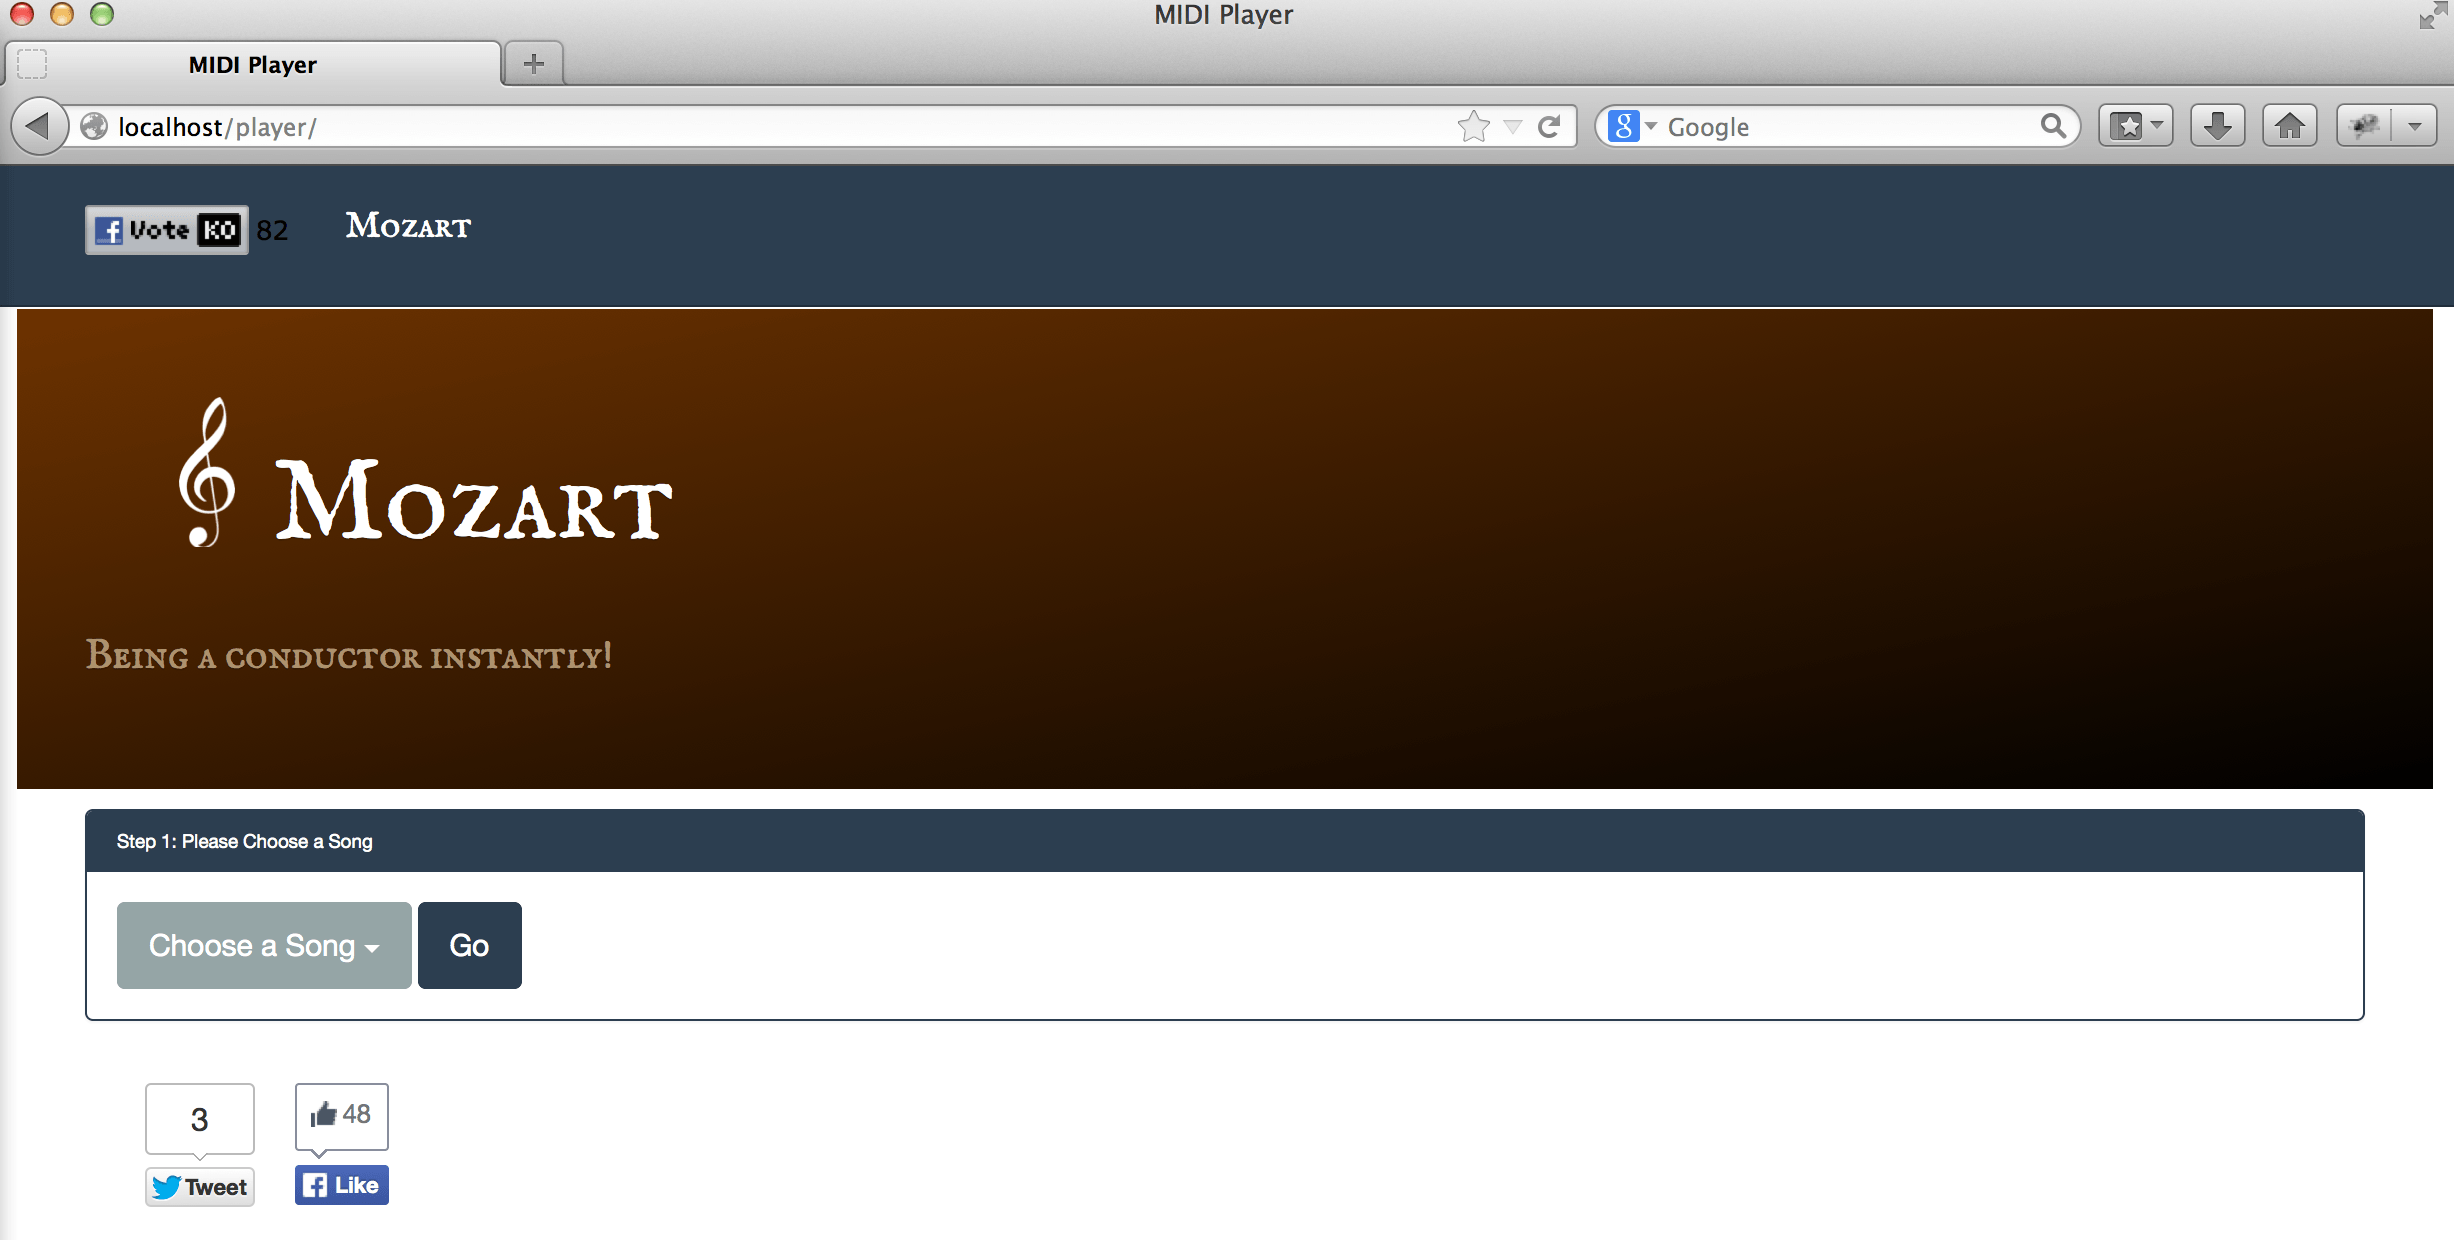 MIDI Player
MIDI Player
localhost/player/
Google
Vote KO 82
Mozart
Mozart
Being a conductor instantly!
Step 1: Please Choose a Song
Choose a Song
Go
3
48
Tweet
Like